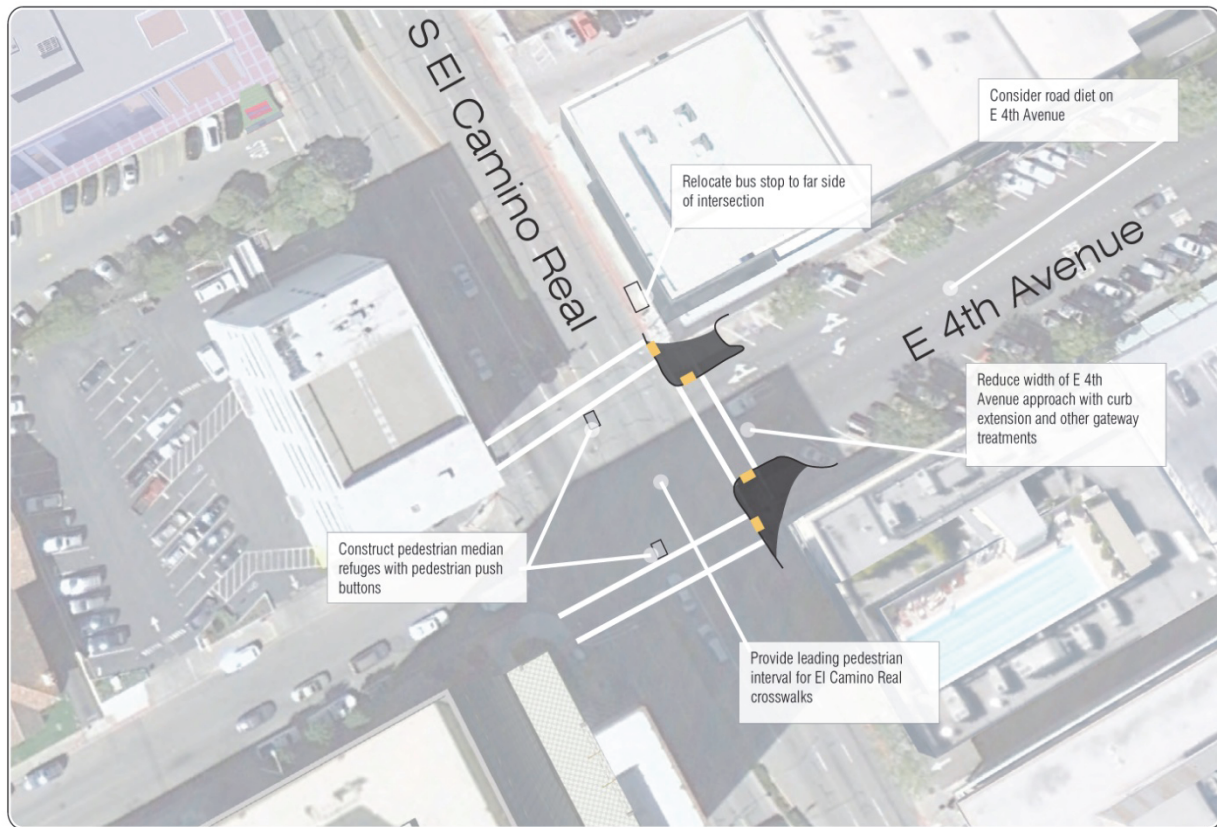 S El Camino Real
Consider road diet on
E 4th Avenue
Relocate bus stop to far side
of intersection
E 4th Avenue
Reduce width of E 4th
Avenue approach with curb
extension and other gateway
treatments
Construct pedestrian median
refuges with pedestrian push
buttons
Provide leading pedestrian
interval for El Camino Real
crosswalks